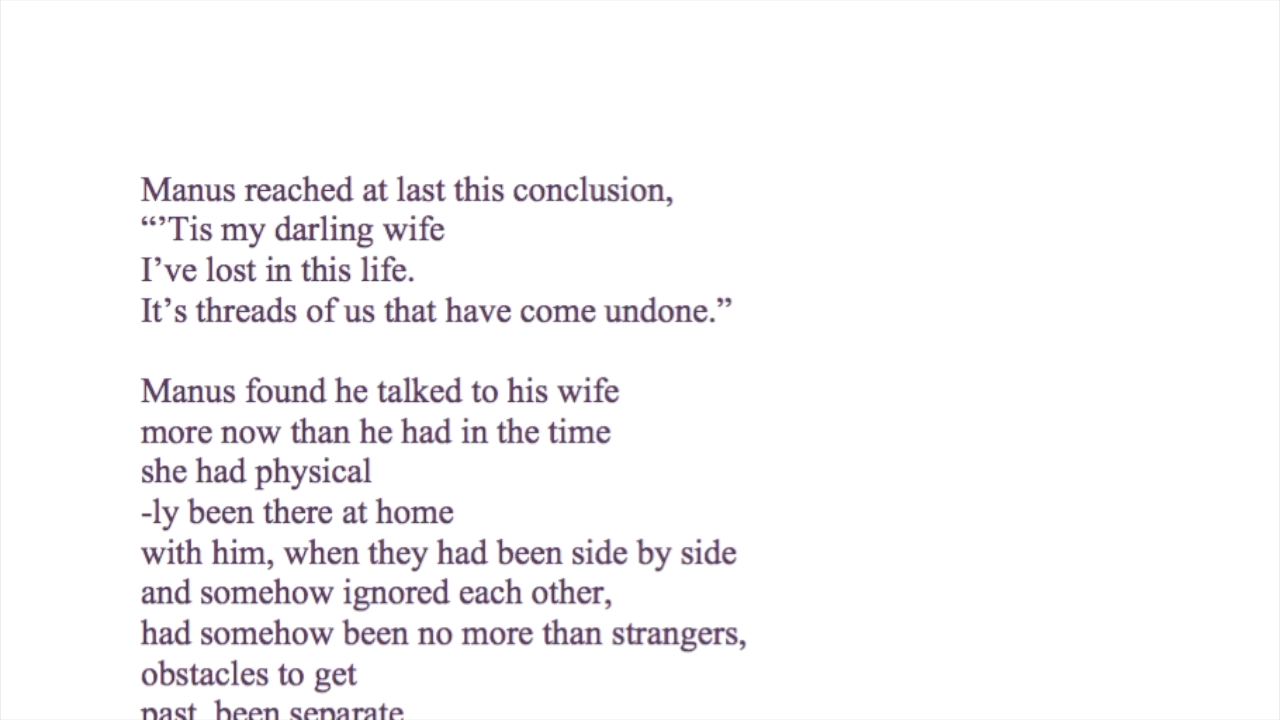 Manus reached at last this conclusion,
“’Tis my darling wife
I’ve lost in this life.
It’s threads of us that have come undone.”
Manus found he talked to his wife
more now than he had in the time
she had physical
-ly been there at home
with him, when they had been side by side
and somehow ignored each other,
had somehow been no more than strangers,
obstacles to get
past, been separate